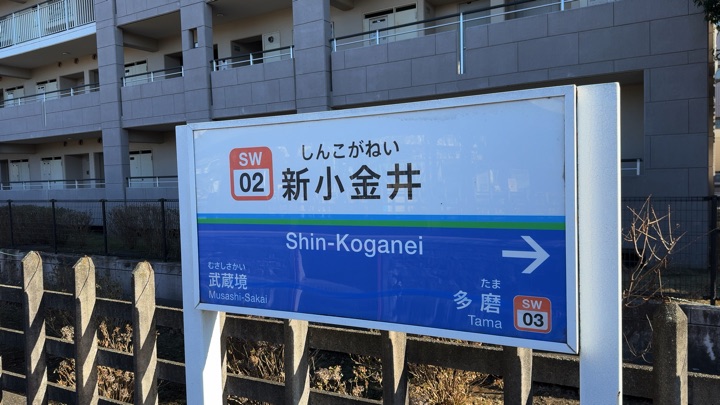 SW
02
しんこがねい
新小金井
Shin-Koganei
→
むさしさかい
武蔵境
Musashi-Sakai
たま
多磨
Tama
SW
03